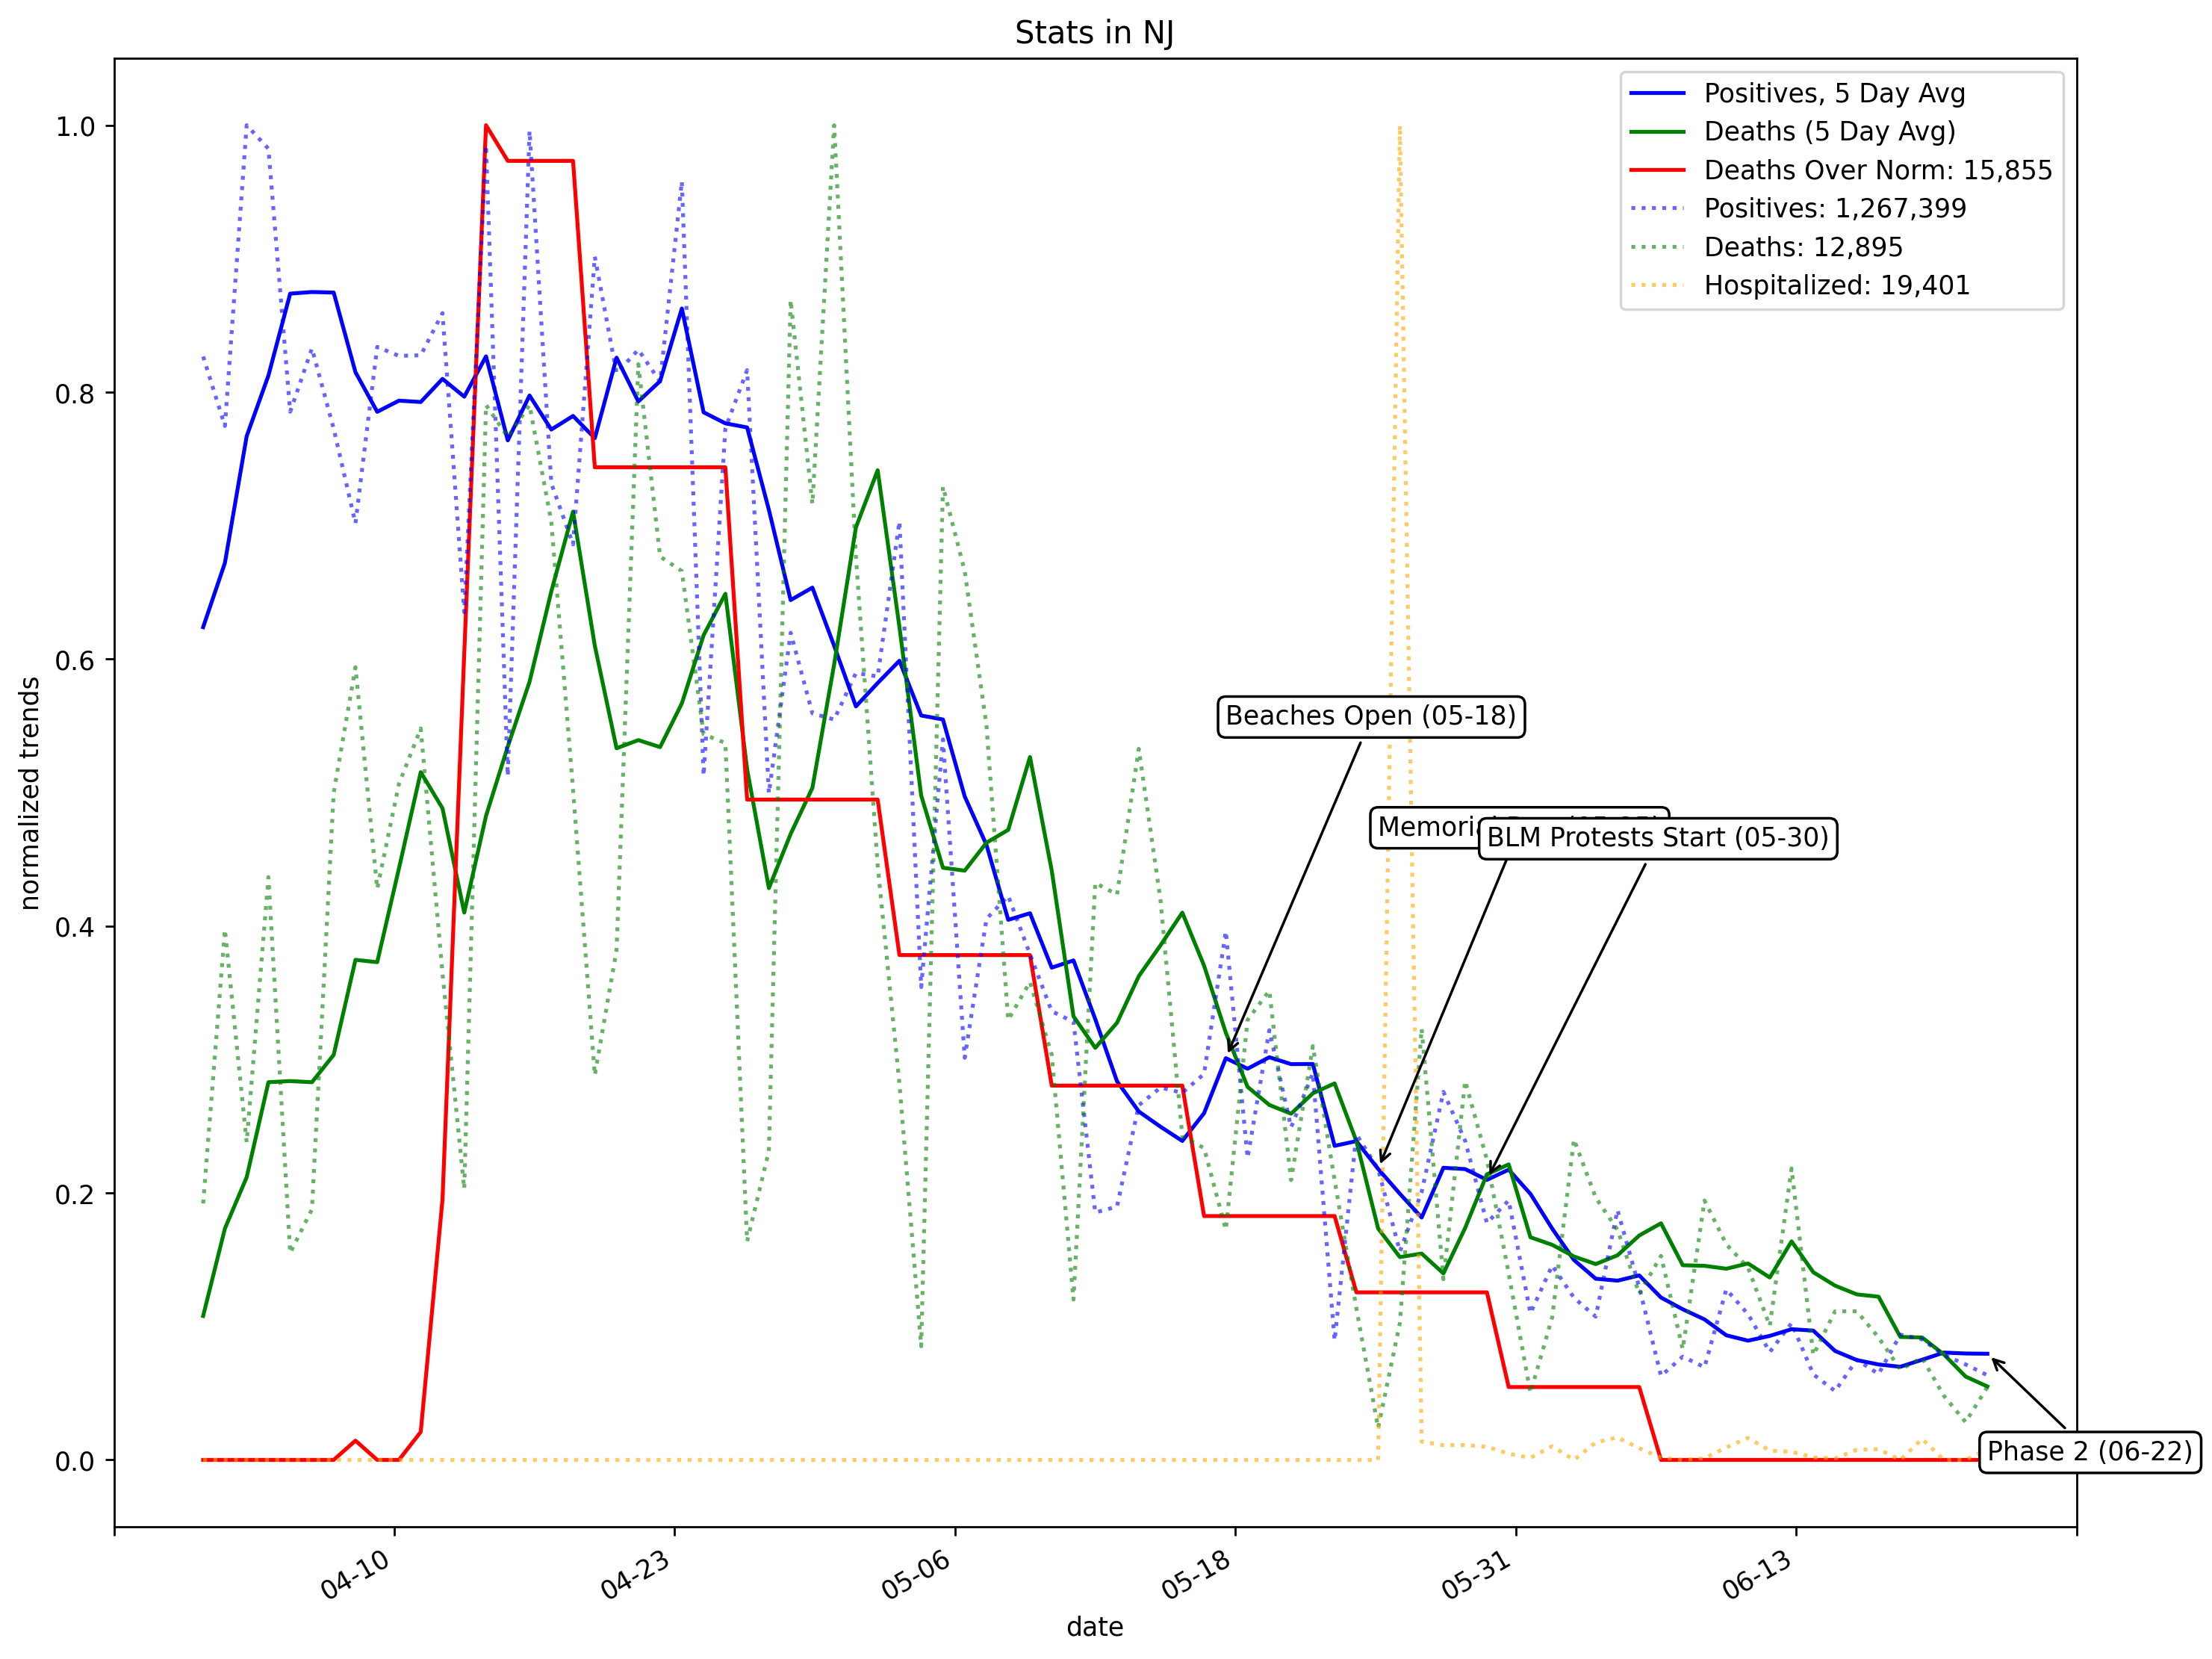 Stats in NJ
Positives, 5 Day Avg
Deaths (5 Day Avg)
Deaths Over Norm: 15,855
Positives: 1,267,399
Deaths: 12,895
Hospitalized: 19,401
1.0
0.8
0.6
0.4
0.2
0.0
normalized trends
Beaches Open (05-18)
BLM Protests Start (05-30)
Phase 2 (06-22)
04-10
04-23
05-06
05-18
05-31
06-13
date